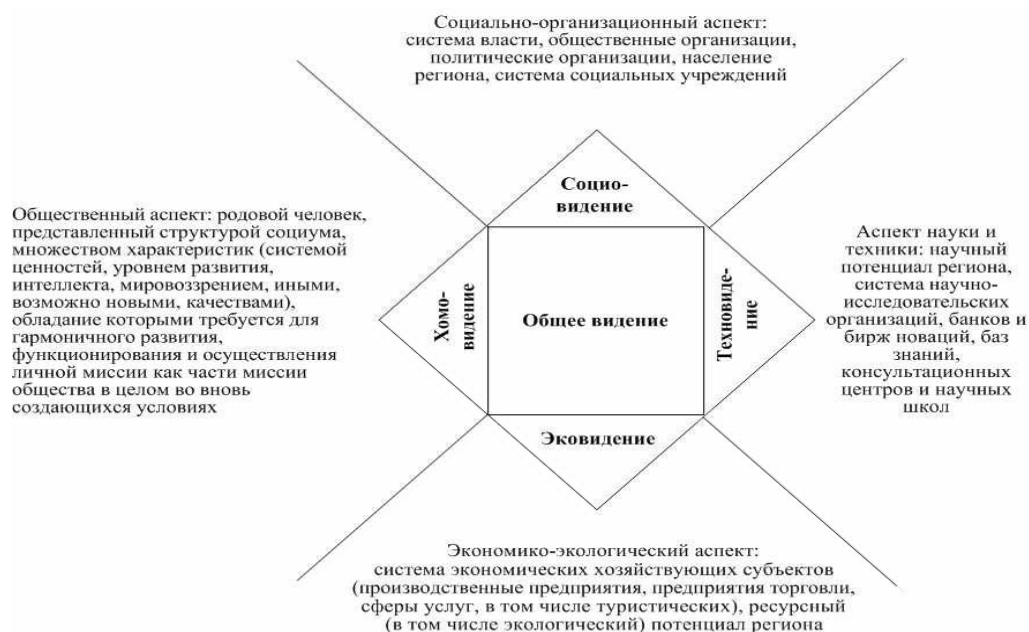 Социально-организационный аспект:
система власти, общественные организации,
политические организации, население
региона, система социальных учреждений
Социо-
видение
Общественный аспект: родовой человек,
представленный структурой социума,
множеством характеристик (системой
ценностей, уровнем развития,
интеллекта, мировоззрением, иными,
возможно новыми, качествами),
обладание которыми требуется для
гармоничного развития,
функционирования и осуществления
личной миссии как части миссии
общества в целом во вновь
создающихся условиях
Хомо-
видение
Общее видение
Техновиде-
ние
Аспект науки и
техники: научный
потенциал региона,
система научно-
исследовательских
организаций, банков и
бирж новаций, баз
знаний,
консультационных
центров и научных
школ
Эковидение
Экономико-экологический аспект:
система экономических хозяйствующих субъектов
(производственные предприятия, предприятия торговли,
сферы услуг, в том числе туристических), ресурсный
(в том числе экологический) потенциал региона